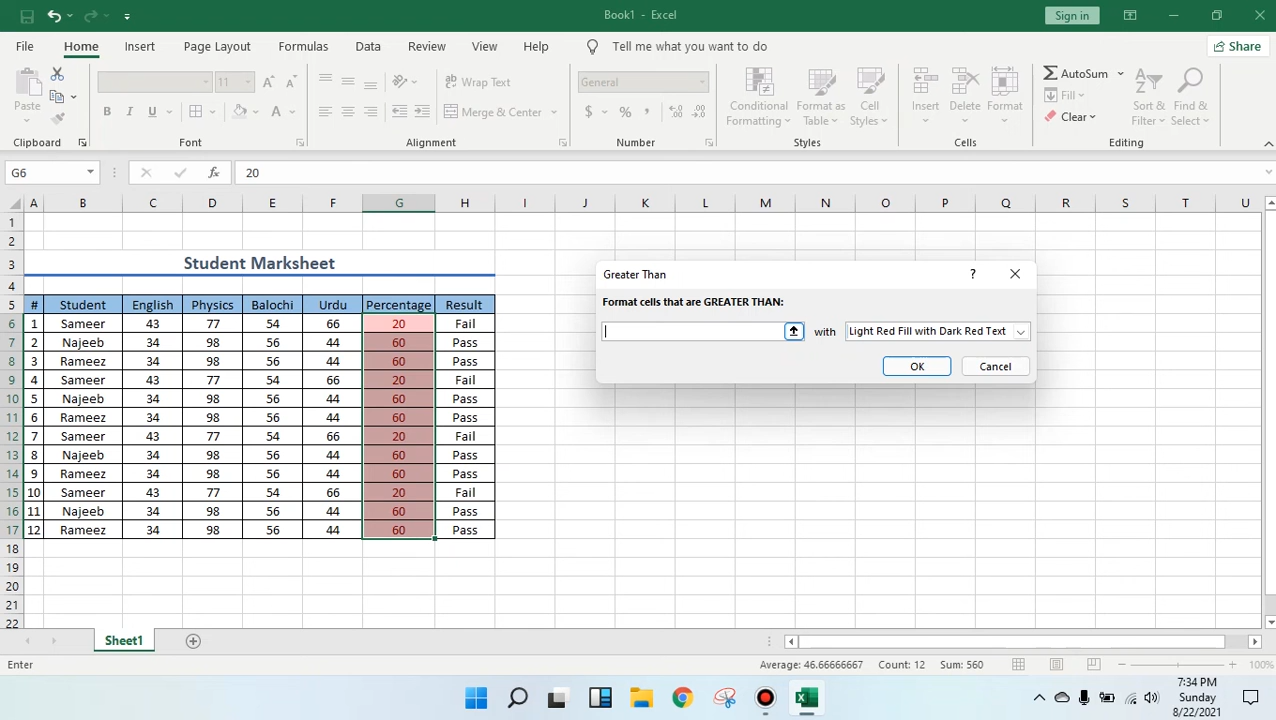 Book1 - Excel
Sign in
File Home Insert Page Layout Formulas Data Review View Help Tell me what you want to do Share
Paste
Clipboard
11
B I U A
Font
Wrap Text
Merge & Center
Alignment
General
$ % ,
Number
Conditional Formatting
Format as Table
Cell Styles
Styles
Insert
Delete
Format
Cells
AutoSum
Fill
Clear
Sort & Filter
Find & Select
Editing
G6 fx 20
A B C D E F G H I J K L M N O P Q R S T U
1
2
3 Student Marksheet
4
5 # Student English Physics Balochi Urdu Percentage Result
6 1 Sameer 43 77 54 66 20 Fail
7 2 Najeeb 34 98 56 44 60 Pass
8 3 Rameez 34 98 56 44 60 Pass
9 4 Sameer 43 77 54 66 20 Fail
10 5 Najeeb 34 98 56 44 60 Pass
11 6 Rameez 34 98 56 44 60 Pass
12 7 Sameer 43 77 54 66 20 Fail
13 8 Najeeb 34 98 56 44 60 Pass
14 9 Rameez 34 98 56 44 60 Pass
15 10 Sameer 43 77 54 66 20 Fail
16 11 Najeeb 34 98 56 44 60 Pass
17 12 Rameez 34 98 56 44 60 Pass
18
19
20
21
22
Greater Than ?
Format cells that are GREATER THAN:
with Light Red Fill with Dark Red Text
OK Cancel
Sheet1
Enter Average: 46.66666667 Count: 12 Sum: 560 100%
7:34 PM
Sunday
8/22/2021